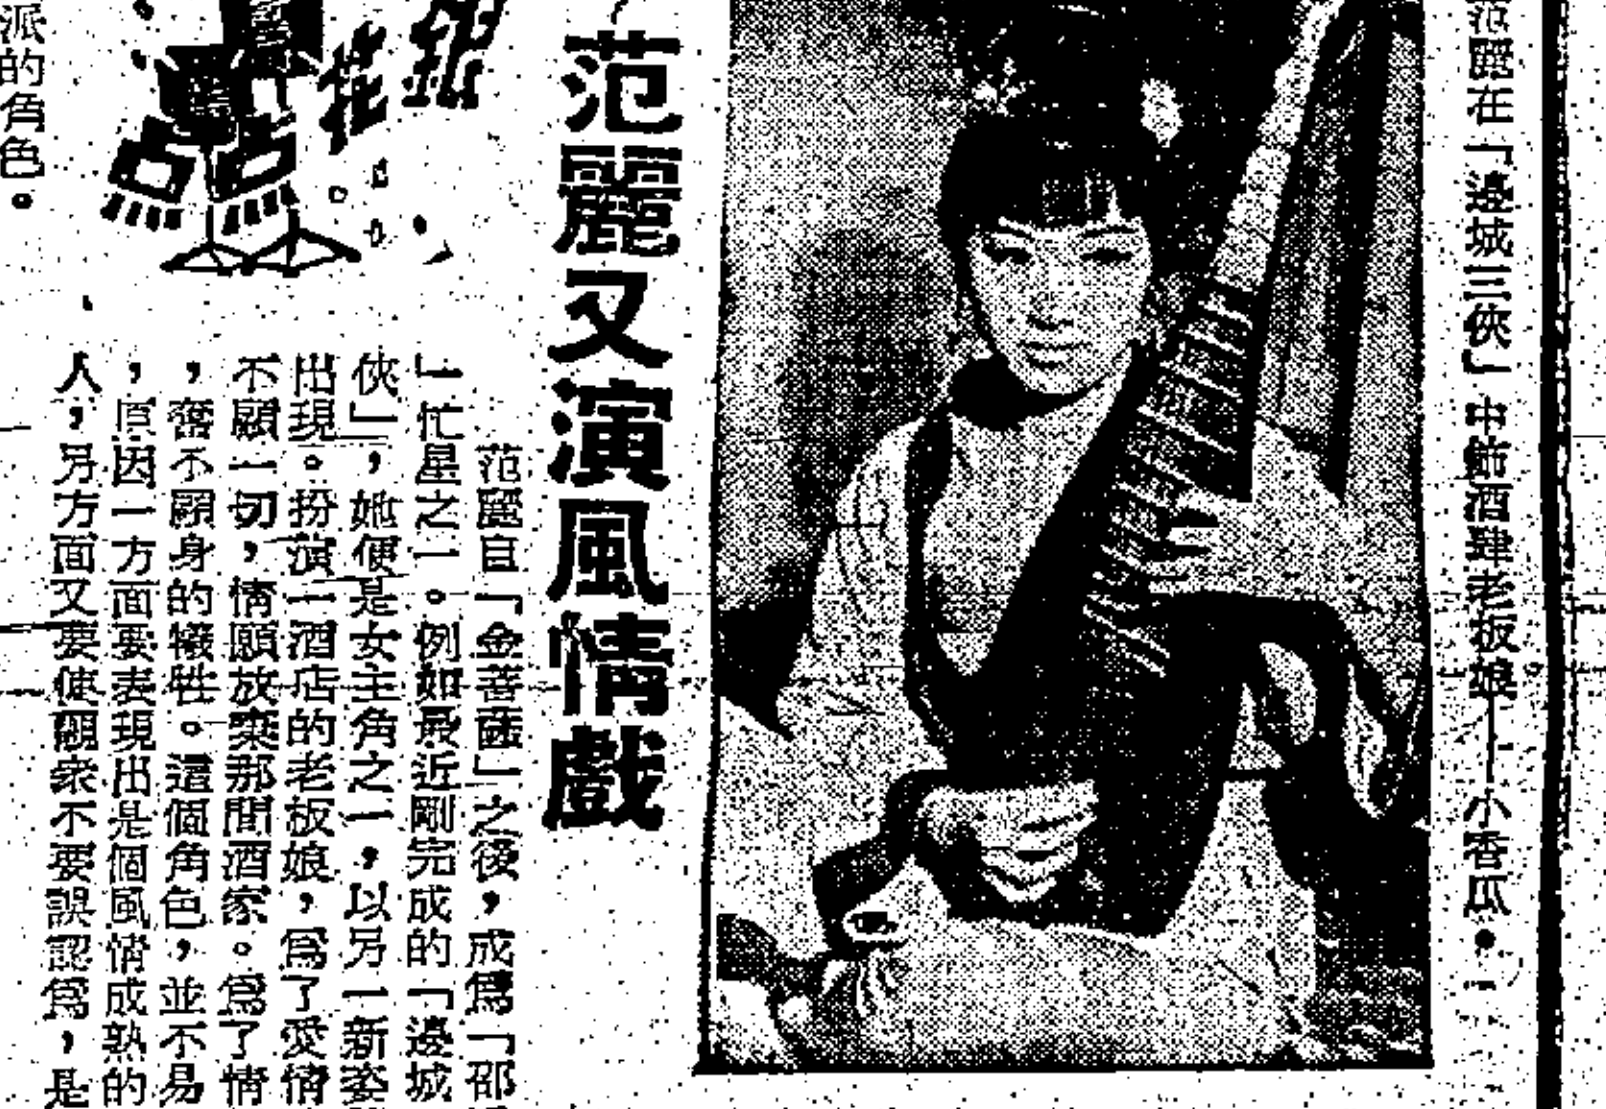 范麗在「邊城三俠」中飾酒肆老板娘——小香瓜。
范麗又演風情戲
銀
范麗自「金菩薩」之後，成爲「邵
」忙星之一。例如最近剛完成的「邊城
俠」，她便是女主角之一，以另一新姿
出現。扮演一酒店的老板娘，爲了愛情
不顧一切，情願放棄那間酒家。爲了情
，奮不顧身的犧牲。這個角色，並不易
，原因一方面要表現出是個風情成熟的
人，另方面又要使觀衆不要誤認爲，是
派的角色。